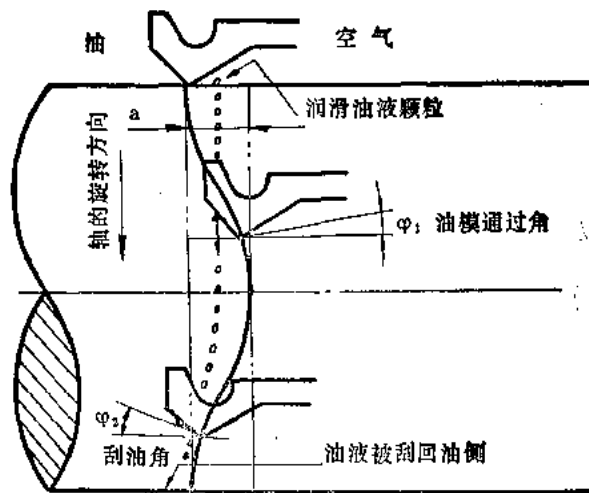 油
空气
a
润滑油液颗粒
轴的旋转方向
φ₁ 油模通过角
φ₂
刮油角
油液被刮回油侧